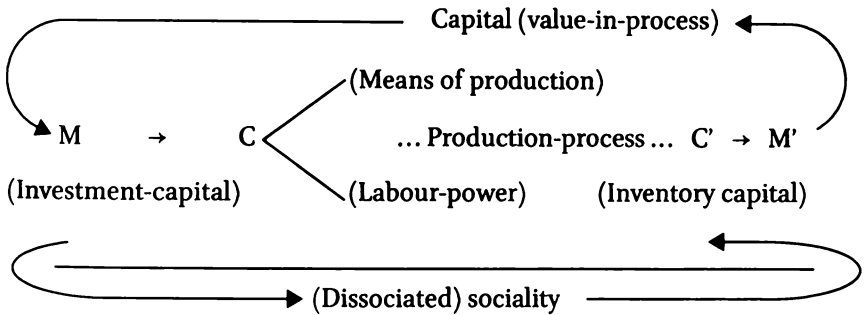 Capital (value-in-process)
(Means of production)
M → C ... Production-process ... C' → M'
(Investment-capital) (Labour-power) (Inventory capital)
(Dissociated) sociality